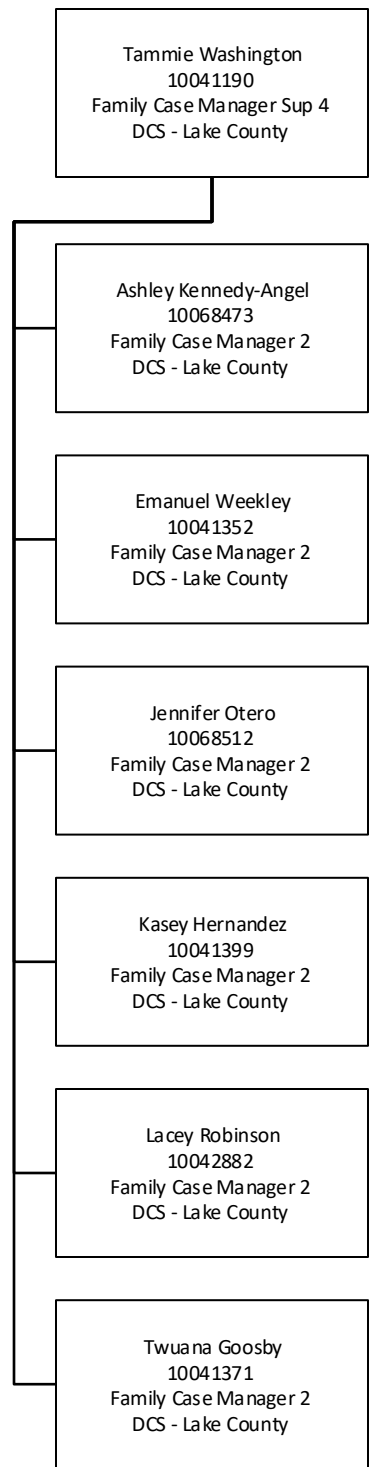 Tammie Washington
10041190
Family Case Manager Sup 4
DCS - Lake County
Ashley Kennedy-Angel
10068473
Family Case Manager 2
DCS - Lake County
Emanuel Weekley
10041352
Family Case Manager 2
DCS - Lake County
Jennifer Otero
10068512
Family Case Manager 2
DCS - Lake County
Kasey Hernandez
10041399
Family Case Manager 2
DCS - Lake County
Lacey Robinson
10042882
Family Case Manager 2
DCS - Lake County
Twuana Goosby
10041371
Family Case Manager 2
DCS - Lake County